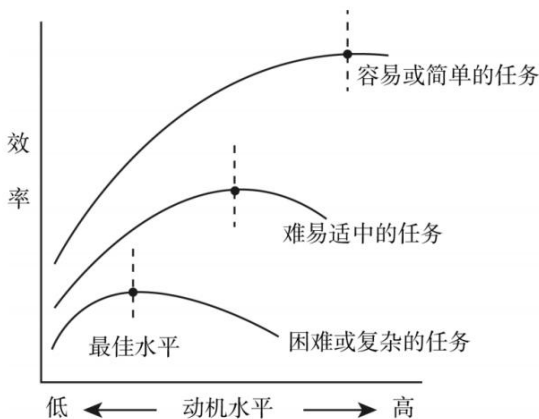 容易或简单的任务
效
率
难易适中的任务
最佳水平
困难或复杂的任务
低 动机水平 高